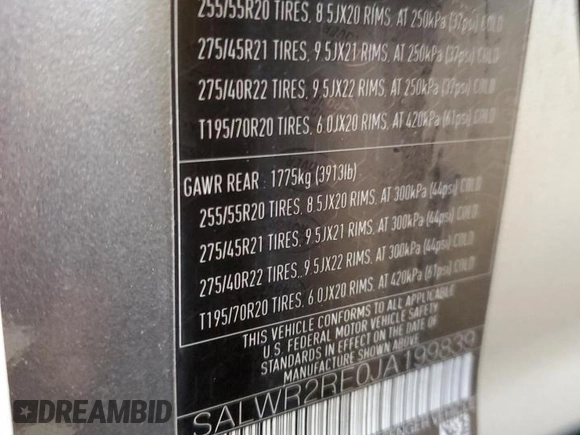 255/55R20 TIRES, 8.5JX20 RIMS, AT 250kPa (37psi) COLD
275/45R21 TIRES, 9.5JX21 RIMS, AT 250kPa (37psi) COLD
275/40R22 TIRES, 9.5JX22 RIMS, AT 250kPa (37psi) COLD
T195/70R20 TIRES, 6.0JX20 RIMS, AT 420kPa (61psi) COLD
GAWR REAR : 1775kg (3913lb)
255/55R20 TIRES, 8.5JX20 RIMS, AT 300kPa (44psi) COLD
275/45R21 TIRES, 9.5JX21 RIMS, AT 300kPa (44psi) COLD
275/40R22 TIRES, 9.5JX22 RIMS, AT 300kPa (44psi) COLD
T195/70R20 TIRES, 6.0JX20 RIMS, AT 420kPa (61psi) COLD
THIS VEHICLE CONFORMS TO ALL APPLICABLE
U.S. FEDERAL MOTOR VEHICLE SAFETY
STANDARDS IN EFFECT ON THE DATE OF
MANUFACTURE SHOWN ABOVE.
SALWR2RE0JA199839
DREAMBID